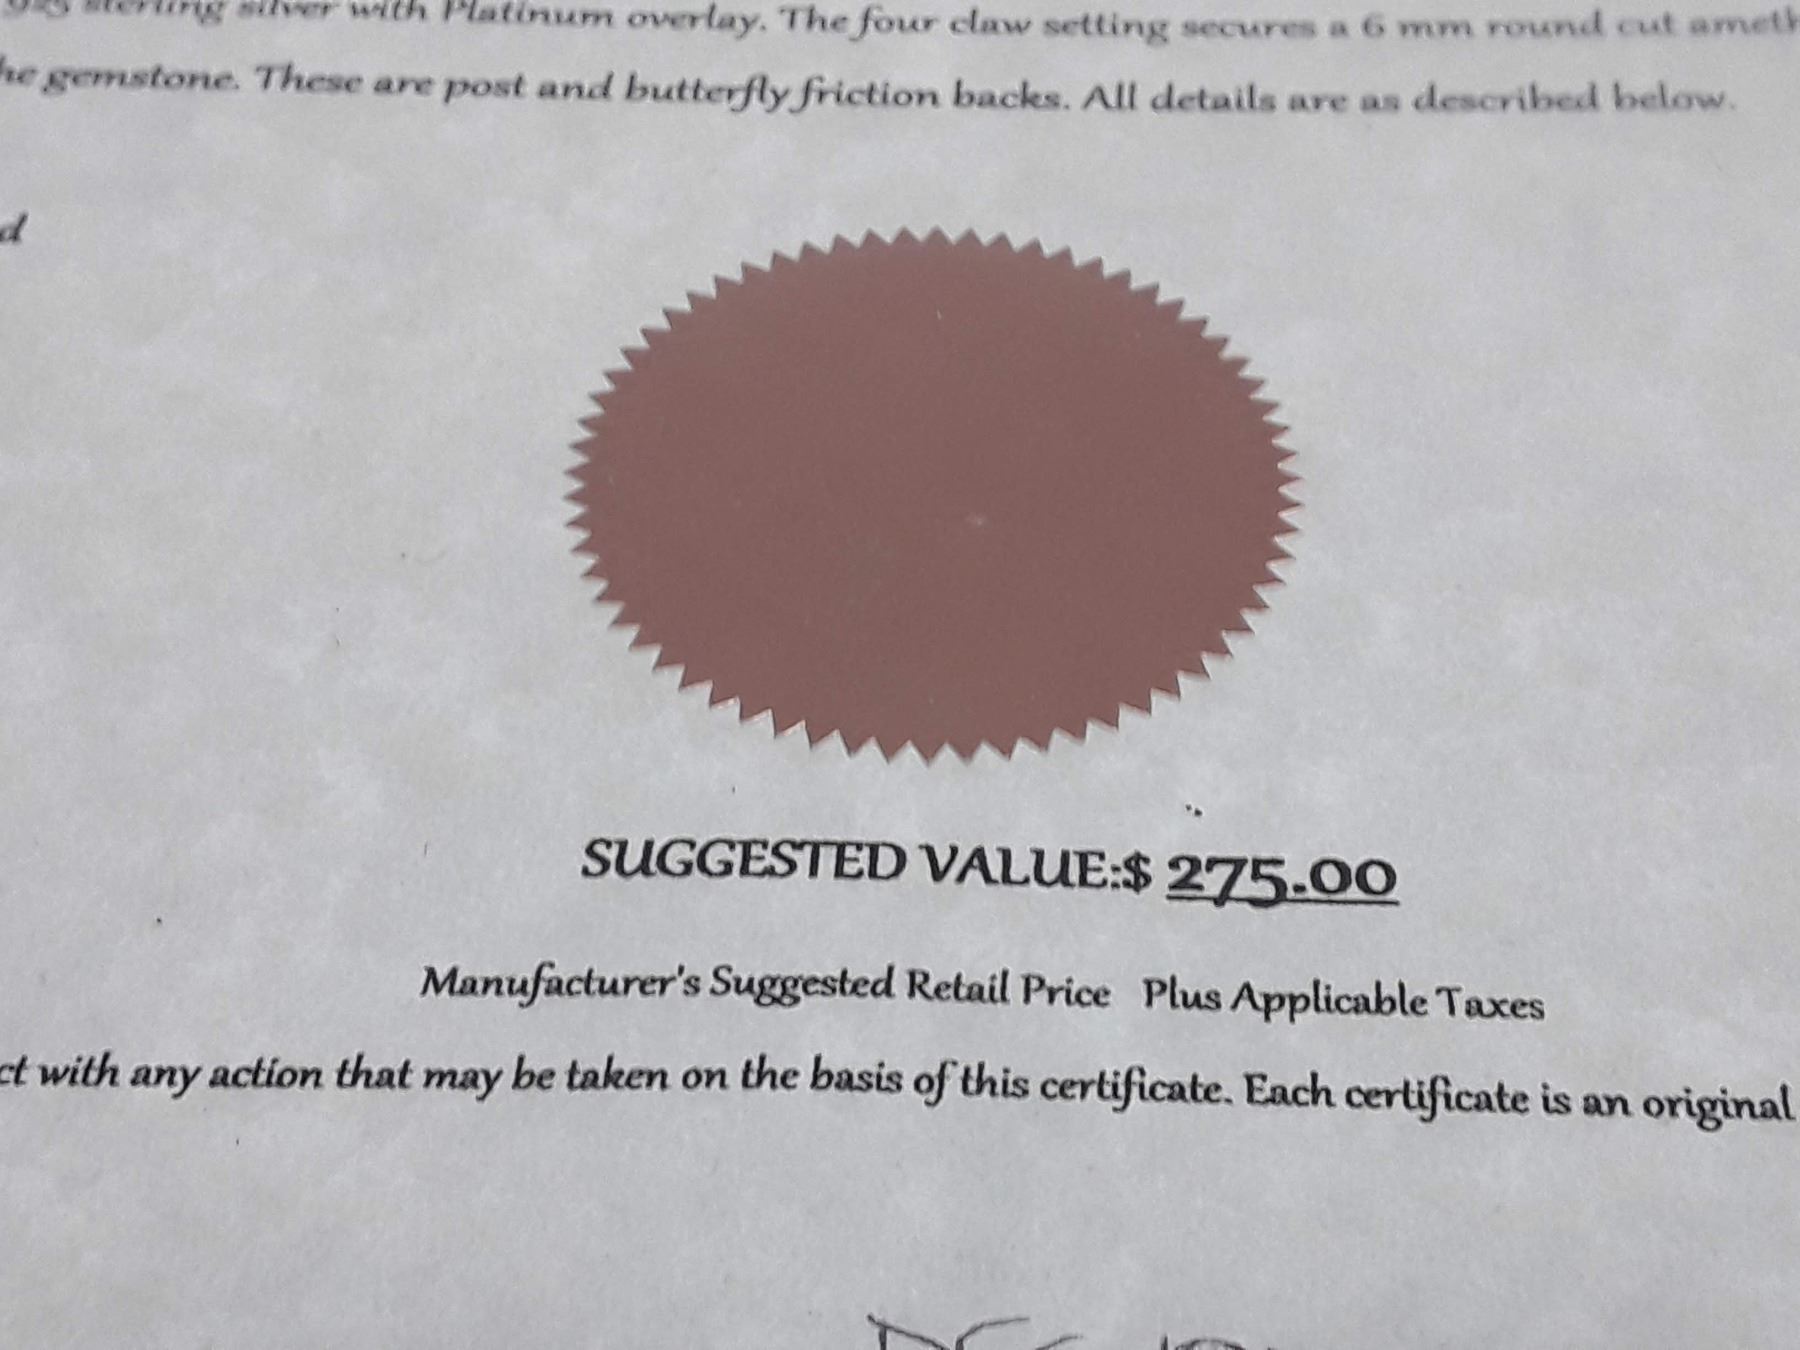 925 sterling silver with Platinum overlay. The four claw setting secures a 6 mm round cut ameth
he gemstone. These are post and butterfly friction backs. All details are as described below.
d
SUGGESTED VALUE:$ 275.00
Manufacturer's Suggested Retail Price Plus Applicable Taxes
ct with any action that may be taken on the basis of this certificate. Each certificate is an original